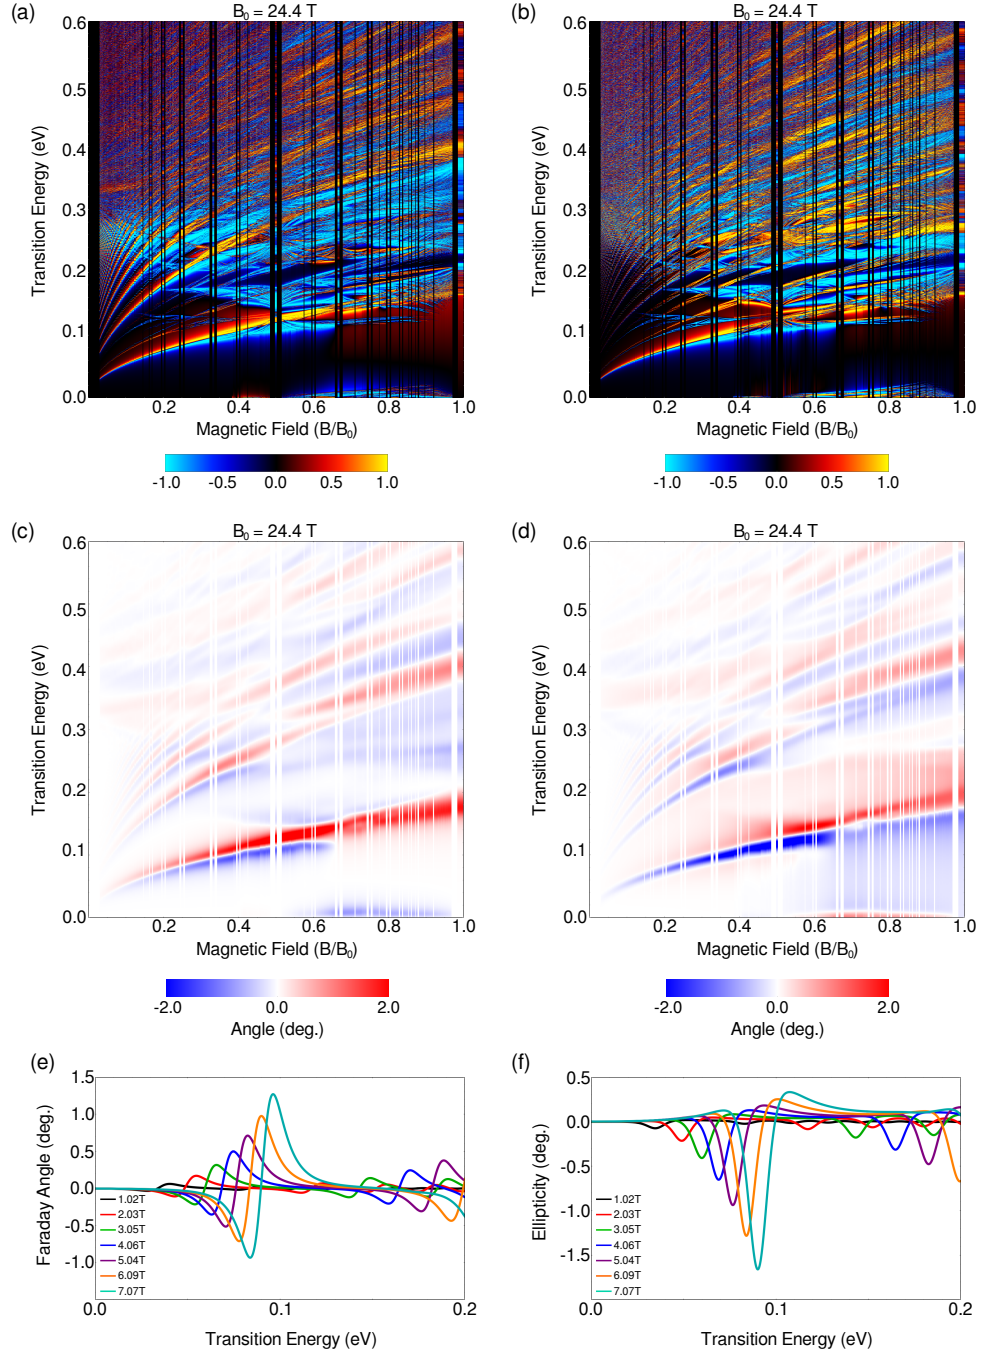 (a)
B₀ = 24.4 T
0.6
0.5
0.4
0.3
0.2
0.1
0.0
Transition Energy (eV)
0.2 0.4 0.6 0.8 1.0
Magnetic Field (B/B₀)
-1.0 -0.5 0.0 0.5 1.0
(b)
B₀ = 24.4 T
0.6
0.5
0.4
0.3
0.2
0.1
0.0
Transition Energy (eV)
0.2 0.4 0.6 0.8 1.0
Magnetic Field (B/B₀)
-1.0 -0.5 0.0 0.5 1.0
(c)
B₀ = 24.4 T
0.6
0.5
0.4
0.3
0.2
0.1
0.0
Transition Energy (eV)
0.2 0.4 0.6 0.8 1.0
Magnetic Field (B/B₀)
-2.0 0.0 2.0
Angle (deg.)
(d)
B₀ = 24.4 T
0.6
0.5
0.4
0.3
0.2
0.1
0.0
Transition Energy (eV)
0.2 0.4 0.6 0.8 1.0
Magnetic Field (B/B₀)
-2.0 0.0 2.0
Angle (deg.)
(e)
1.5
1.0
0.5
0.0
-0.5
-1.0
Faraday Angle (deg.)
1.02T
2.03T
3.05T
4.06T
5.04T
6.09T
7.07T
0.0 0.1 0.2
Transition Energy (eV)
(f)
0.5
0.0
-0.5
-1.0
-1.5
Ellipticity (deg.)
1.02T
2.03T
3.05T
4.06T
5.04T
6.09T
7.07T
0.0 0.1 0.2
Transition Energy (eV)